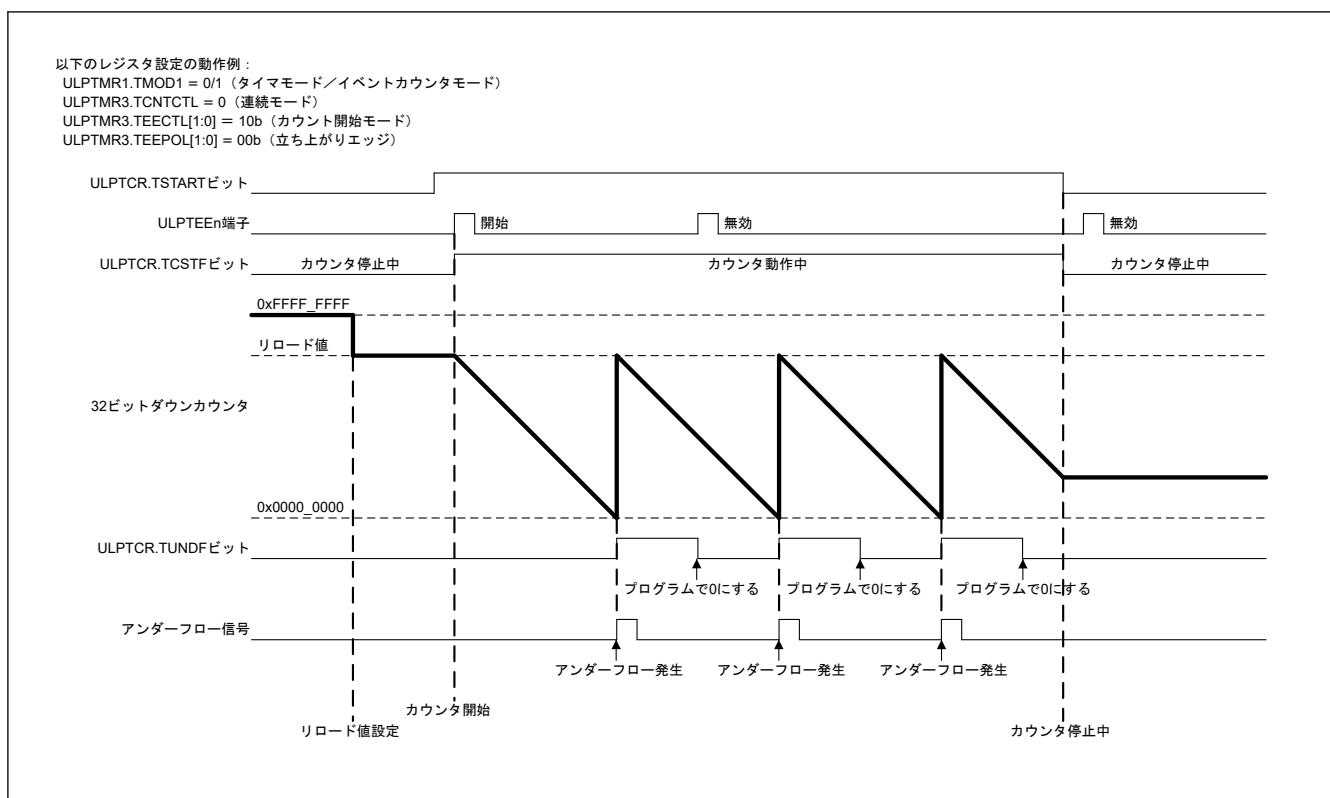 以下のレジスタ設定の動作例：
ULPTMR1.TMOD1 = 0/1（タイマモード／イベントカウンタモード）
ULPTMR3.TCNTCTL = 0（連続モード）
ULPTMR3.TEECTL[1:0] = 10b（カウント開始モード）
ULPTMR3.TEEPOL[1:0] = 00b（立ち上がりエッジ）
ULPTCR.TSTARTビット
ULPTEEn端子 開始 無効 無効
ULPTCR.TCSTFビット カウンタ停止中 カウンタ動作中 カウンタ停止中
0xFFFF_FFFF
リロード値
32ビットダウンカウンタ
0x0000_0000
ULPTCR.TUNDFビット
プログラムで0にする プログラムで0にする プログラムで0にする
アンダーフロー信号
アンダーフロー発生 アンダーフロー発生 アンダーフロー発生
カウンタ開始
リロード値設定 カウンタ停止中